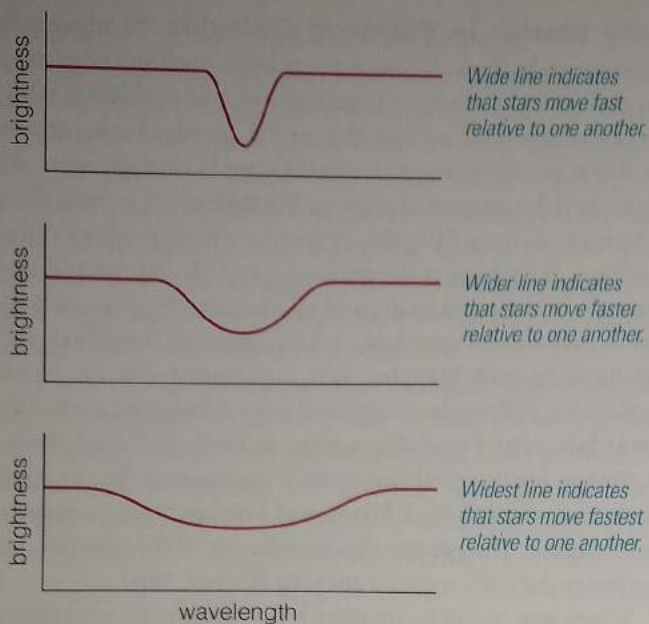 brightness
Wide line indicates
that stars move fast
relative to one another.
brightness
Wider line indicates
that stars move faster
relative to one another.
brightness
Widest line indicates
that stars move fastest
relative to one another.
wavelength